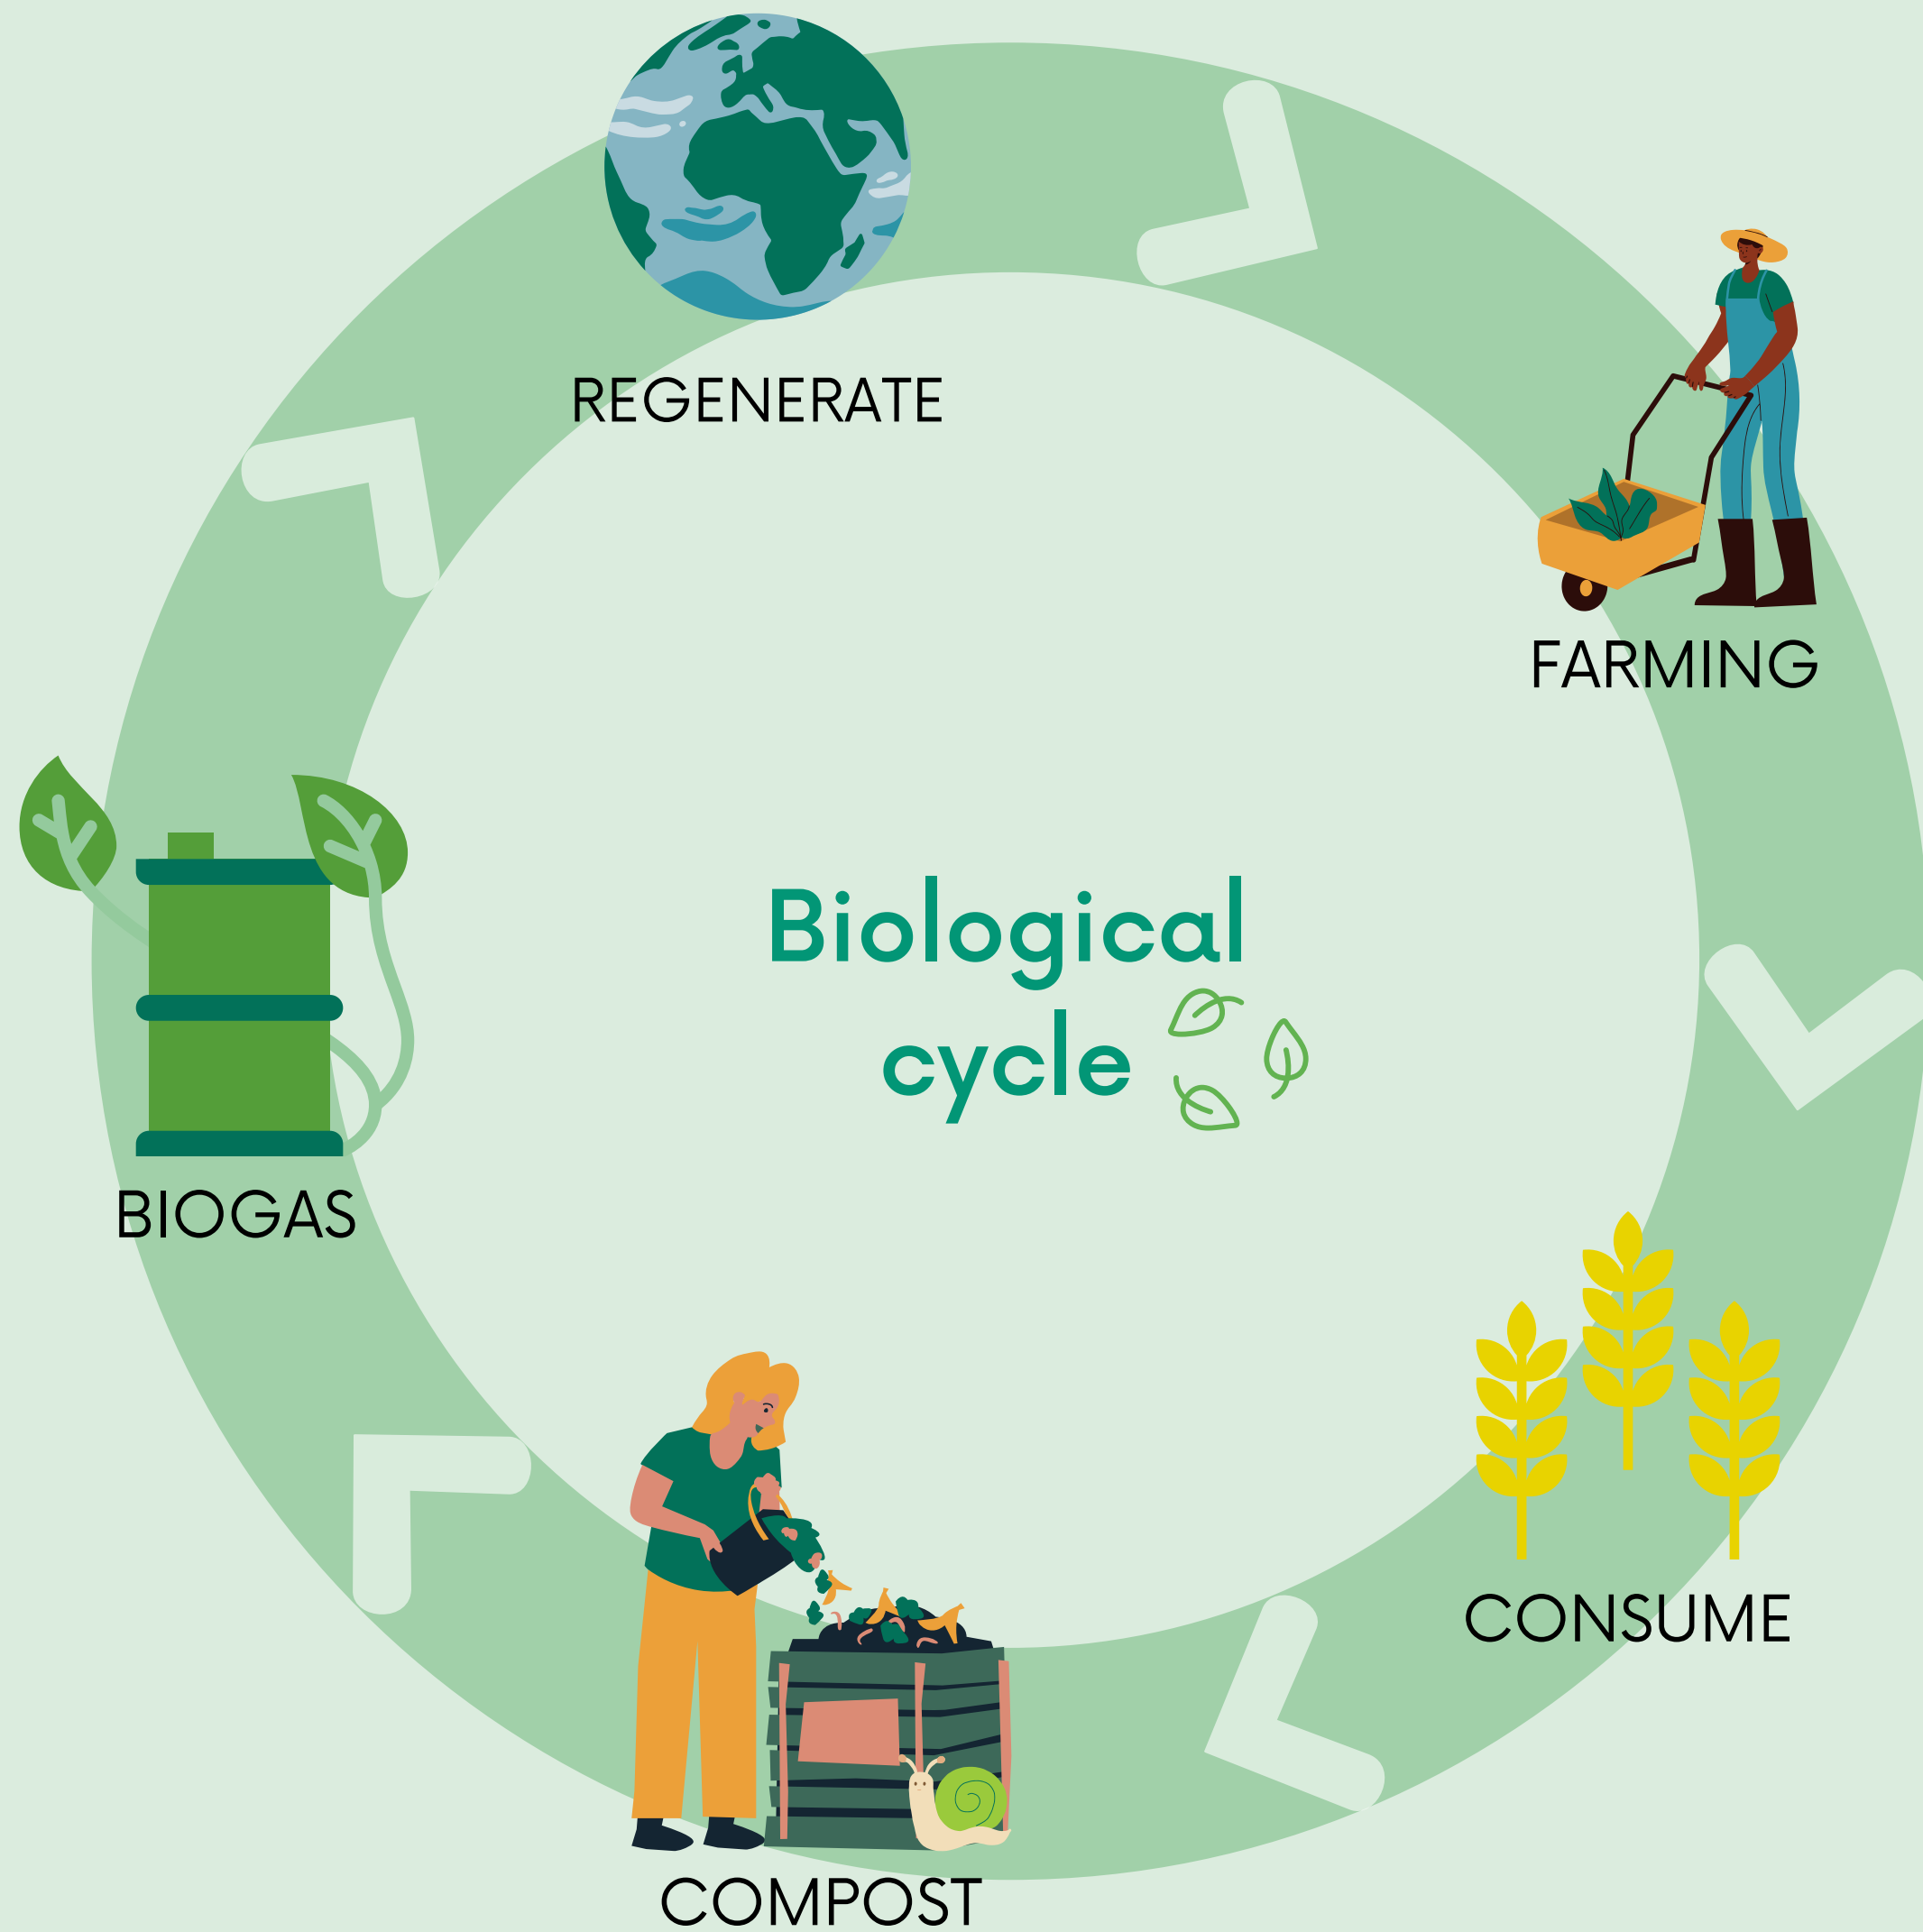 REGENERATE
FARMING
Biological
cycle
BIOGAS
CONSUME
COMPOST